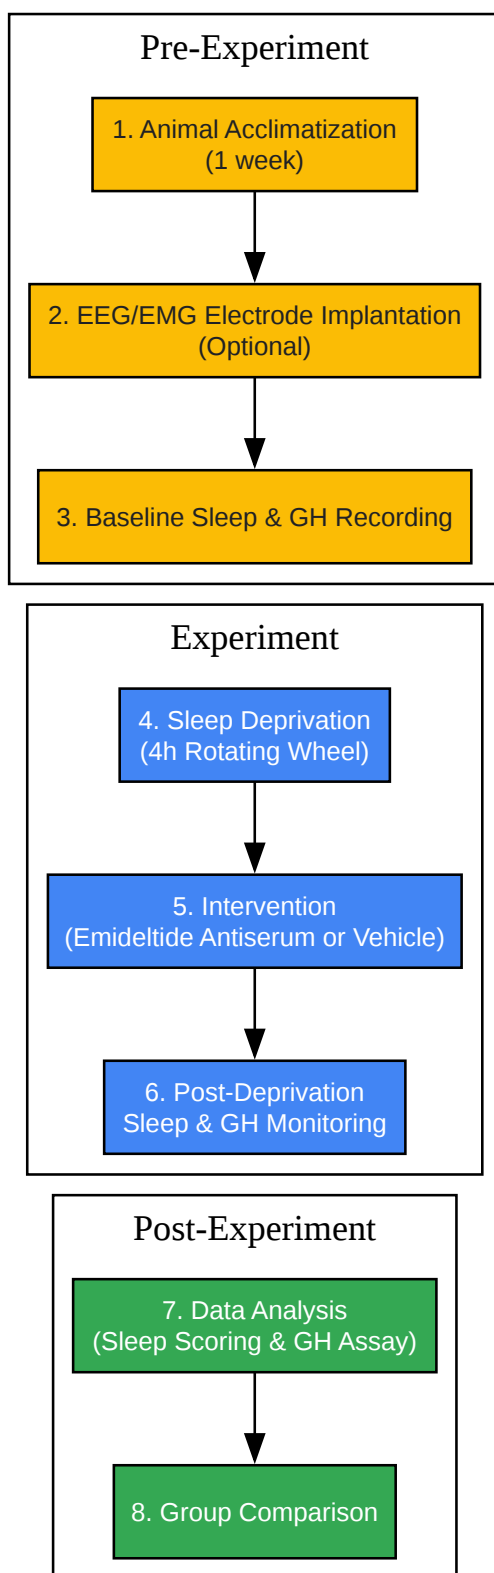 Pre-Experiment
1. Animal Acclimatization
(1 week)
2. EEG/EMG Electrode Implantation
(Optional)
3. Baseline Sleep & GH Recording
Experiment
4. Sleep Deprivation
(4h Rotating Wheel)
5. Intervention
(Emideltide Antiserum or Vehicle)
6. Post-Deprivation
Sleep & GH Monitoring
Post-Experiment
7. Data Analysis
(Sleep Scoring & GH Assay)
8. Group Comparison